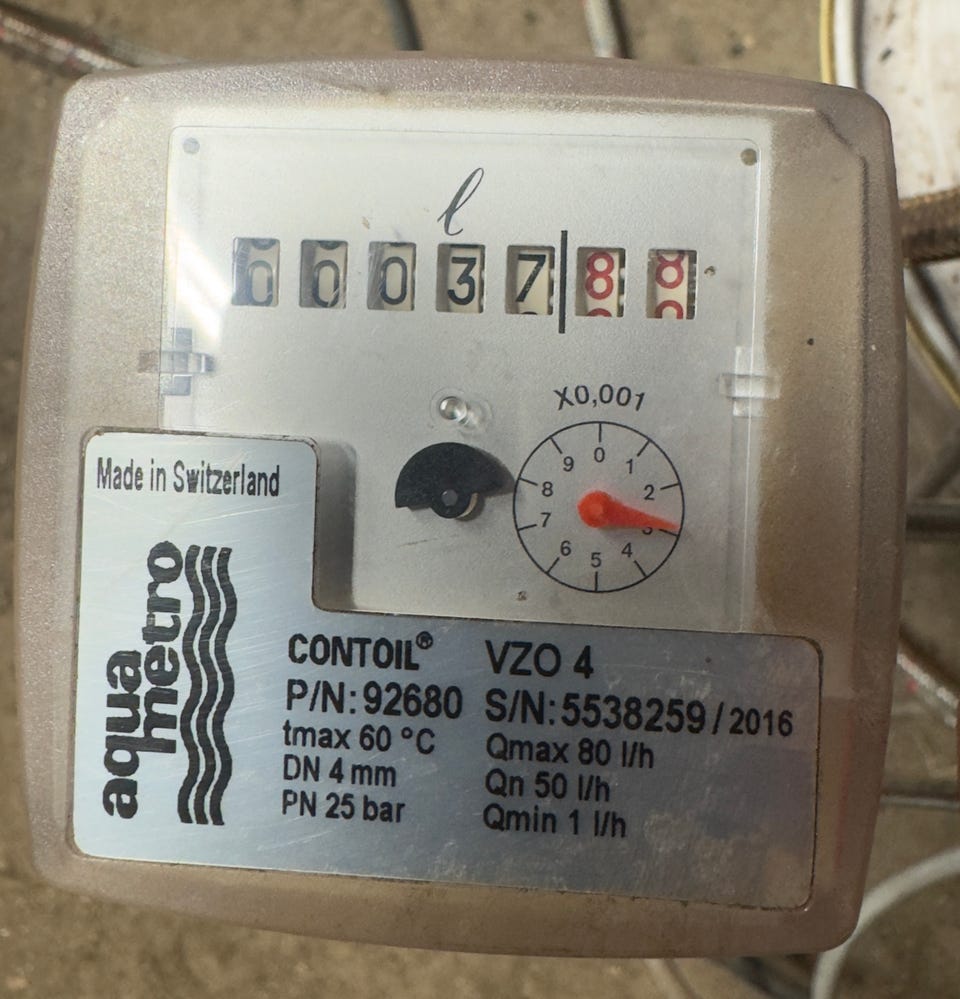 ℓ
0 0 0 3 7 8 8
X0,001
0 1 2 3 4 5 6 7 8 9
Made in Switzerland
aqua
metro
CONTOIL® VZO 4
P/N: 92680 S/N: 5538259 / 2016
tmax 60 °C Qmax 80 l/h
DN 4 mm Qn 50 l/h
PN 25 bar Qmin 1 l/h